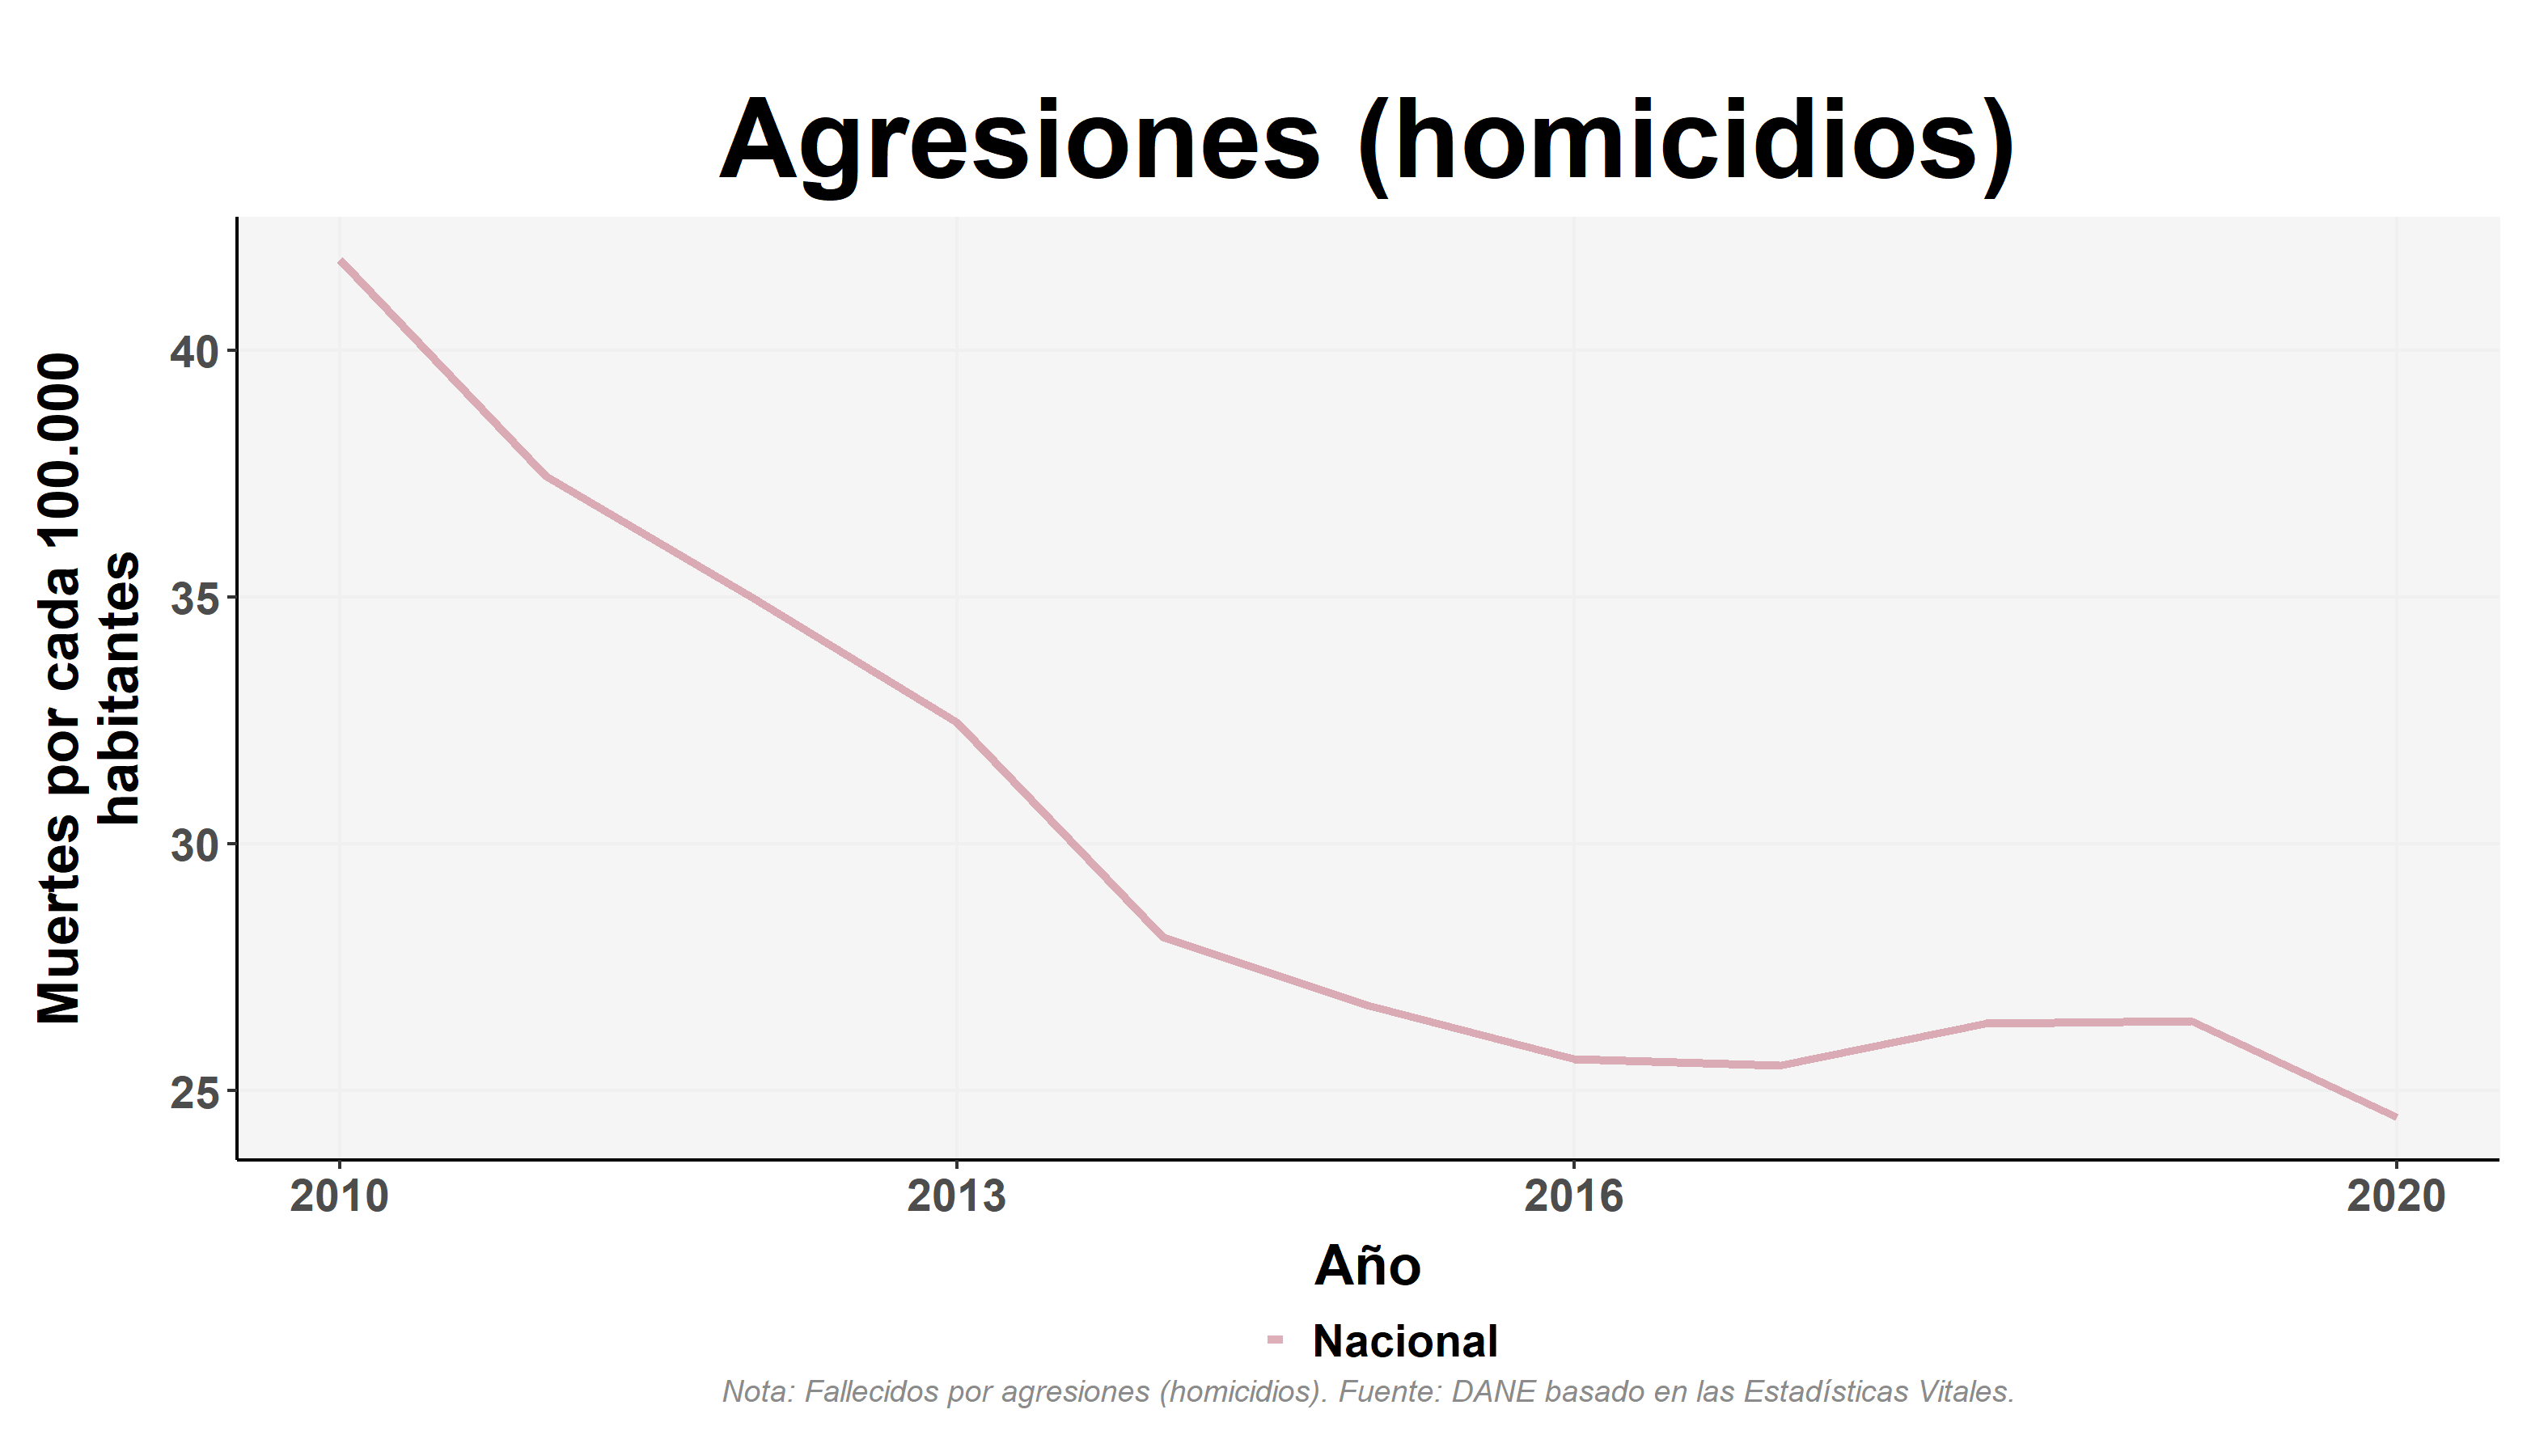 Agresiones (homicidios)
Muertes por cada 100.000
habitantes
40
35
30
25
2010
2013
2016
2020
Año
Nacional
Nota: Fallecidos por agresiones (homicidios). Fuente: DANE basado en las Estadísticas Vitales.